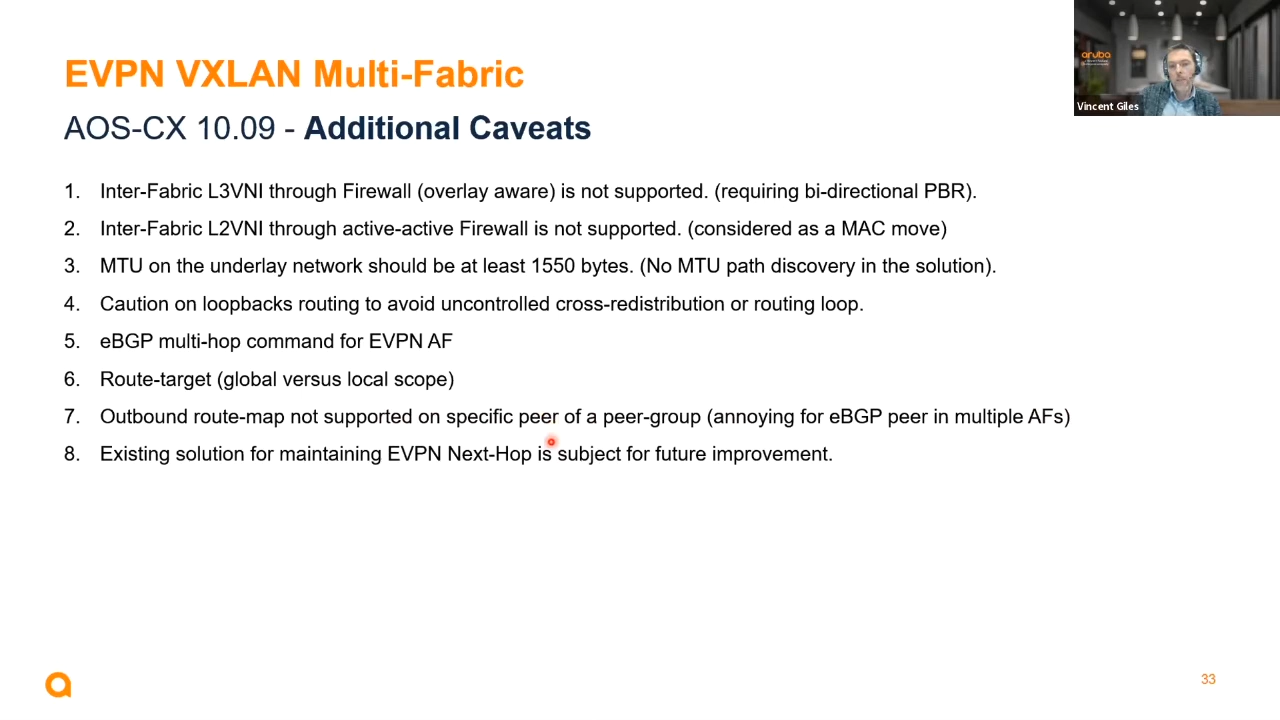 EVPN VXLAN Multi-Fabric
AOS-CX 10.09 - Additional Caveats
1. Inter-Fabric L3VNI through Firewall (overlay aware) is not supported. (requiring bi-directional PBR).
2. Inter-Fabric L2VNI through active-active Firewall is not supported. (considered as a MAC move)
3. MTU on the underlay network should be at least 1550 bytes. (No MTU path discovery in the solution).
4. Caution on loopbacks routing to avoid uncontrolled cross-redistribution or routing loop.
5. eBGP multi-hop command for EVPN AF
6. Route-target (global versus local scope)
7. Outbound route-map not supported on specific peer of a peer-group (annoying for eBGP peer in multiple AFs)
8. Existing solution for maintaining EVPN Next-Hop is subject for future improvement.
aruba
Vincent Giles
33